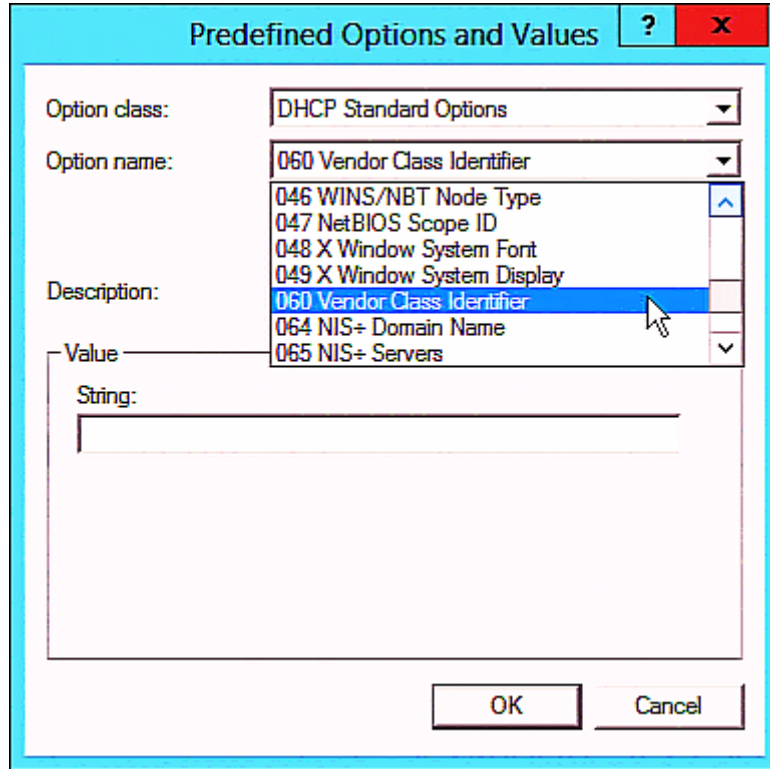 Predefined Options and Values ? x
Option class: DHCP Standard Options
Option name: 060 Vendor Class Identifier
046 WINS/NBT Node Type
047 NetBIOS Scope ID
048 X Window System Font
049 X Window System Display
Description: 060 Vendor Class Identifier
064 NIS+ Domain Name
Value 065 NIS+ Servers
String:
OK Cancel